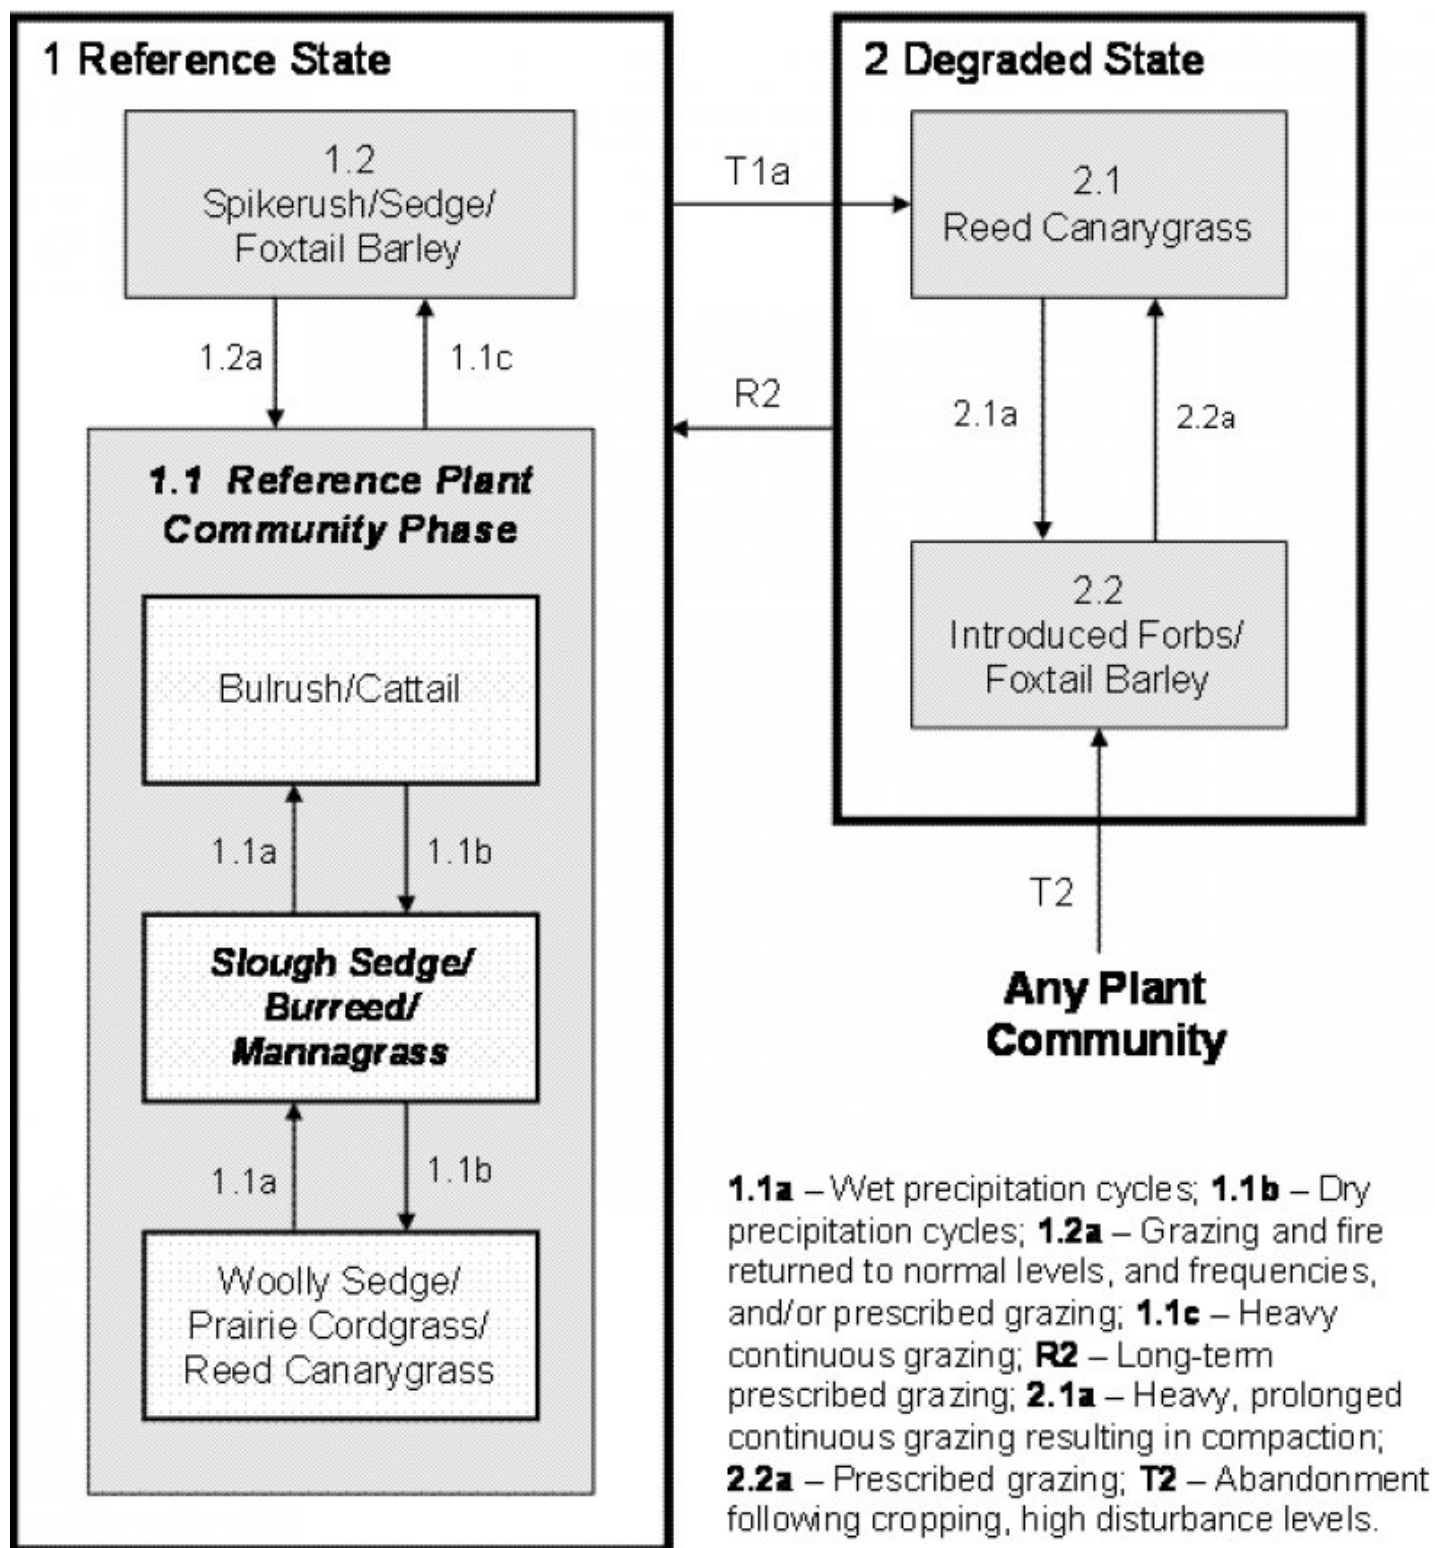 1 Reference State
1.2
Spikerush/Sedge/
Foxtail Barley
1.2a
1.1c
1.1 Reference Plant
Community Phase
Bulrush/Cattail
1.1a
1.1b
Slough Sedge/
Burreed/
Mannagrass
1.1a
1.1b
Woolly Sedge/
Prairie Cordgrass/
Reed Canarygrass
T1a
R2
2 Degraded State
2.1
Reed Canarygrass
2.1a
2.2a
2.2
Introduced Forbs/
Foxtail Barley
T2
Any Plant
Community
1.1a – Wet precipitation cycles; 1.1b – Dry
precipitation cycles; 1.2a – Grazing and fire
returned to normal levels, and frequencies,
and/or prescribed grazing; 1.1c – Heavy
continuous grazing; R2 – Long-term
prescribed grazing; 2.1a – Heavy, prolonged
continuous grazing resulting in compaction;
2.2a – Prescribed grazing; T2 – Abandonment
following cropping, high disturbance levels.